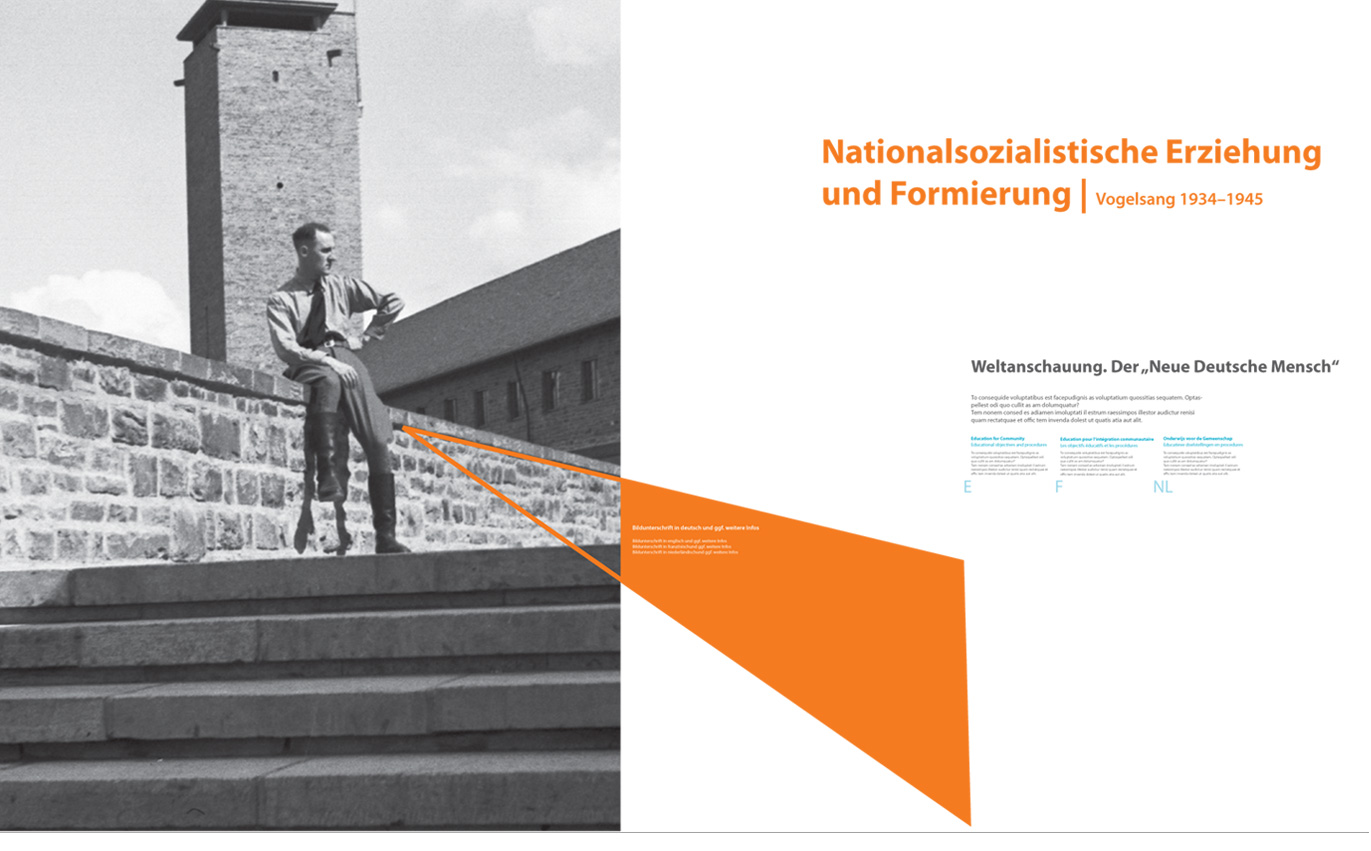 Nationalsozialistische Erziehung
und Formierung | Vogelsang 1934–1945
Weltanschauung. Der „Neue Deutsche Mensch“
To consequide voluptatibus est facepudignis as voluptatium quossitias sequatem. Optas-
pellest odi quo cullit as am dolumquatur?
Tem nonem consed es adiamen imoluptati il estrum raessimpos illestor audictur renisi
quam rectatquae et offic tem invenda dolest ut quatis atia aut alit.
Education for Community
Educational objectives and procedures
E
Education pour l'intégration communautaire
Les objectifs éducatifs et les procédures
F
Onderwijs voor de Gemeenschap
Educatieve doelstellingen en procedures
NL
Bildunterschrift in deutsch und ggf. weitere Infos
Bildunterschrift in englisch und ggf. weitere Infos
Bildunterschrift in französisch und ggf. weitere Infos
Bildunterschrift in niederländisch und ggf. weitere Infos